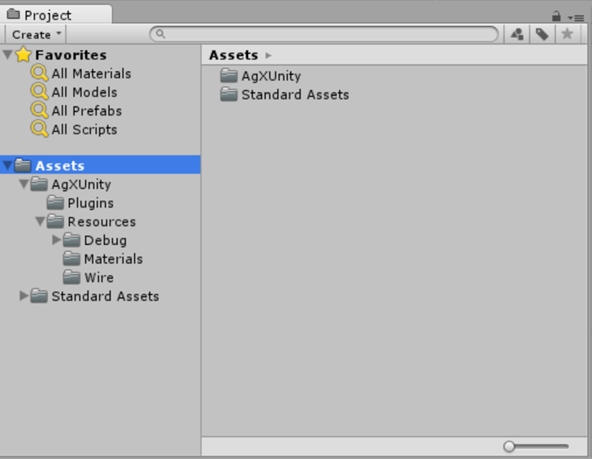 Project
Create
Favorites
All Materials
All Models
All Prefabs
All Scripts
Assets
AgXUnity
Plugins
Resources
Debug
Materials
Wire
Standard Assets
Assets
AgXUnity
Standard Assets